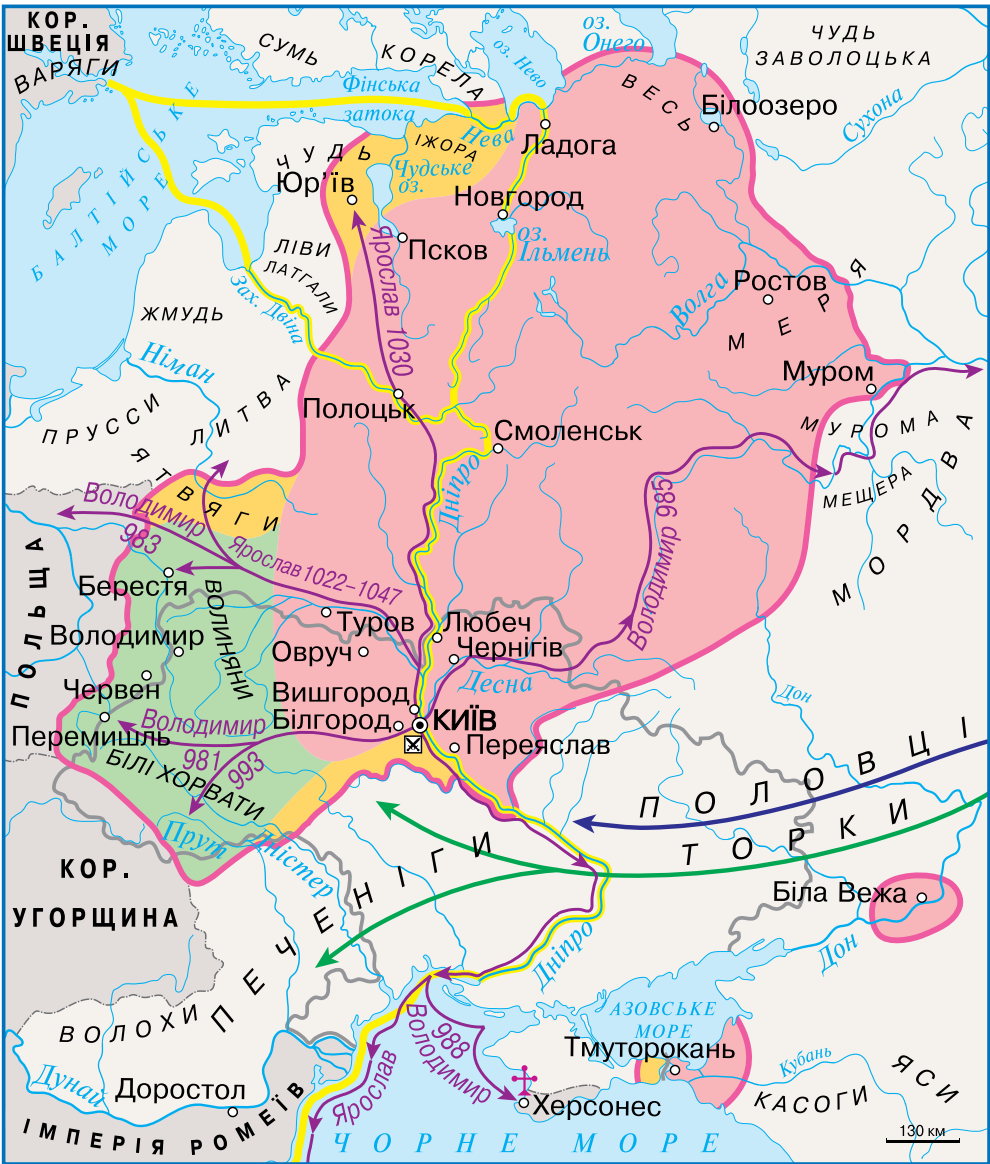 КОР.
ШВЕЦІЯ
ВАРЯГИ
СУМЬ
КОРЕЛА
оз. Нево
оз.
Онего
ЧУДЬ
ЗАВОЛОЦЬКА
Фінська
затока
Нева
ІЖОРА
Ладога
ВЕСЬ
Білоозеро
Сухона
БАЛТІЙСЬКЕ
МОРЕ
ЧУДЬ
Чудське
оз.
Юр'їв
Новгород
оз.
Ільмень
Псков
ЛІВИ
ЛАТГАЛИ
Зах. Двіна
Ярослав 1030
Волга
Ростов
МЕРЯ
ЖМУДЬ
Німан
Муром
Полоцьк
ПРУССИ
ЛИТВА
Смоленськ
МУРОМА
МЕЩЕРА
МОРДВА
ЯТВЯГИ
Дніпро
Володимир
983
Володимир 985
Ярослав 1022–1047
ПОЛЬЩА
Берестя
ВОЛИНЯНИ
Туров
Любеч
Володимир
Овруч
Чернігів
Червен
Вишгород
Десна
Дон
Перемишль
Володимир
981
993
Білгород
КИЇВ
Переяслав
БІЛІ ХОРВАТИ
ПОЛОВЦІ
Прут
Дністер
ТОРКИ
КОР.
УГОРЩИНА
ПЕЧЕНІГИ
Біла Вежа
Дніпро
Дон
ВОЛОХИ
АЗОВСЬКЕ
МОРЕ
988
Володимир
Ярослав
Тмуторокань
Кубань
ЯСИ
Дунай
Доростол
Херсонес
КАСОГИ
ІМПЕРІЯ РОМЕЇВ
ЧОРНЕ МОРЕ
130 км